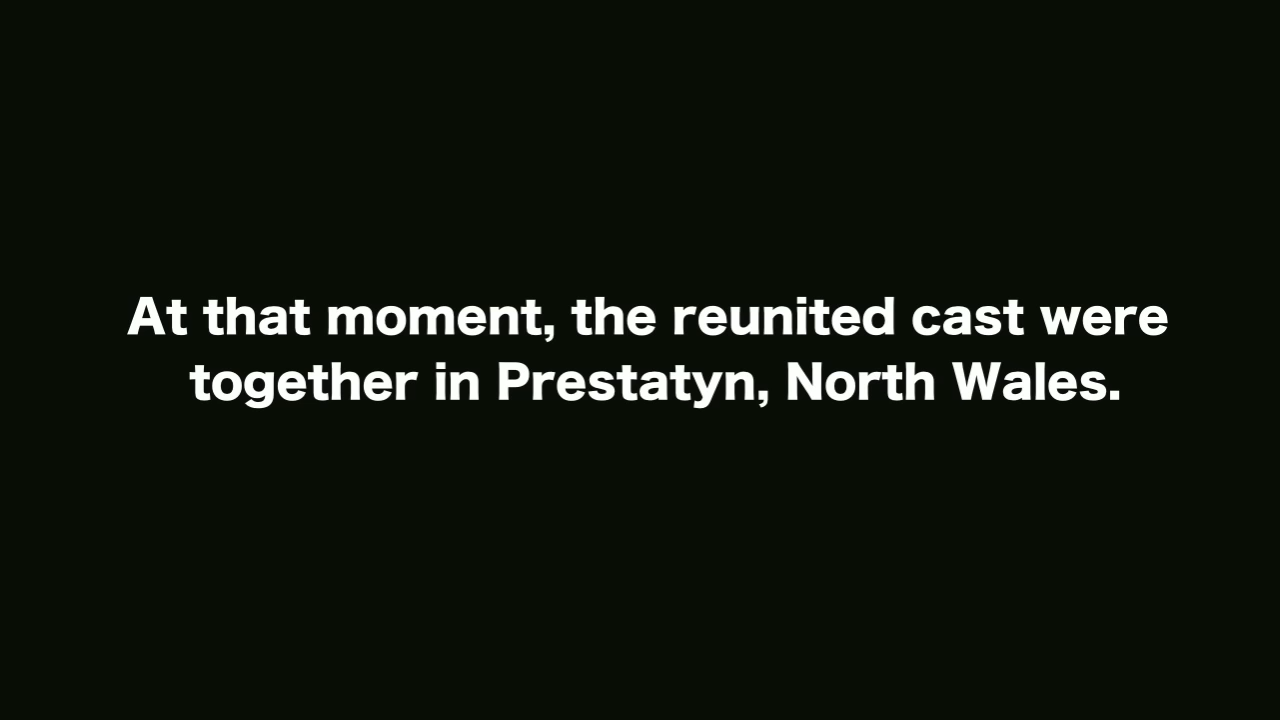 At that moment, the reunited cast were
together in Prestatyn, North Wales.